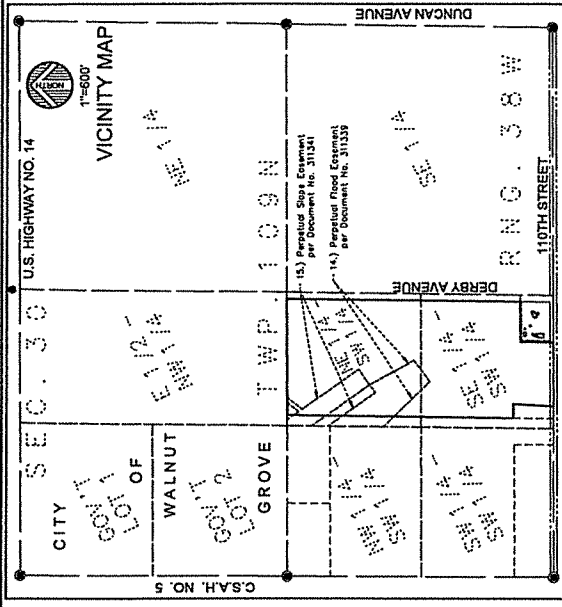 U.S. HIGHWAY NO. 14
NORTH
1"=600'
VICINITY MAP
SEC. 30
TWP. 109N
RNG. 38W
CITY
OF
WALNUT
GROVE
GOV'T
LOT 1
GOV'T
LOT 2
E 1/2 -
NW 1/4
NE 1/4
SE 1/4
NE 1/4 -
SW 1/4
SE 1/4 -
SW 1/4
NW 1/4 -
SW 1/4
SW 1/4 -
SW 1/4
15.) Perpetual Slope Easement
per Document No. 311341
14.) Perpetual Flood Easement
per Document No. 311339
C.S.A.H. NO. 5
DERBY AVENUE
DUNCAN AVENUE
110TH STREET